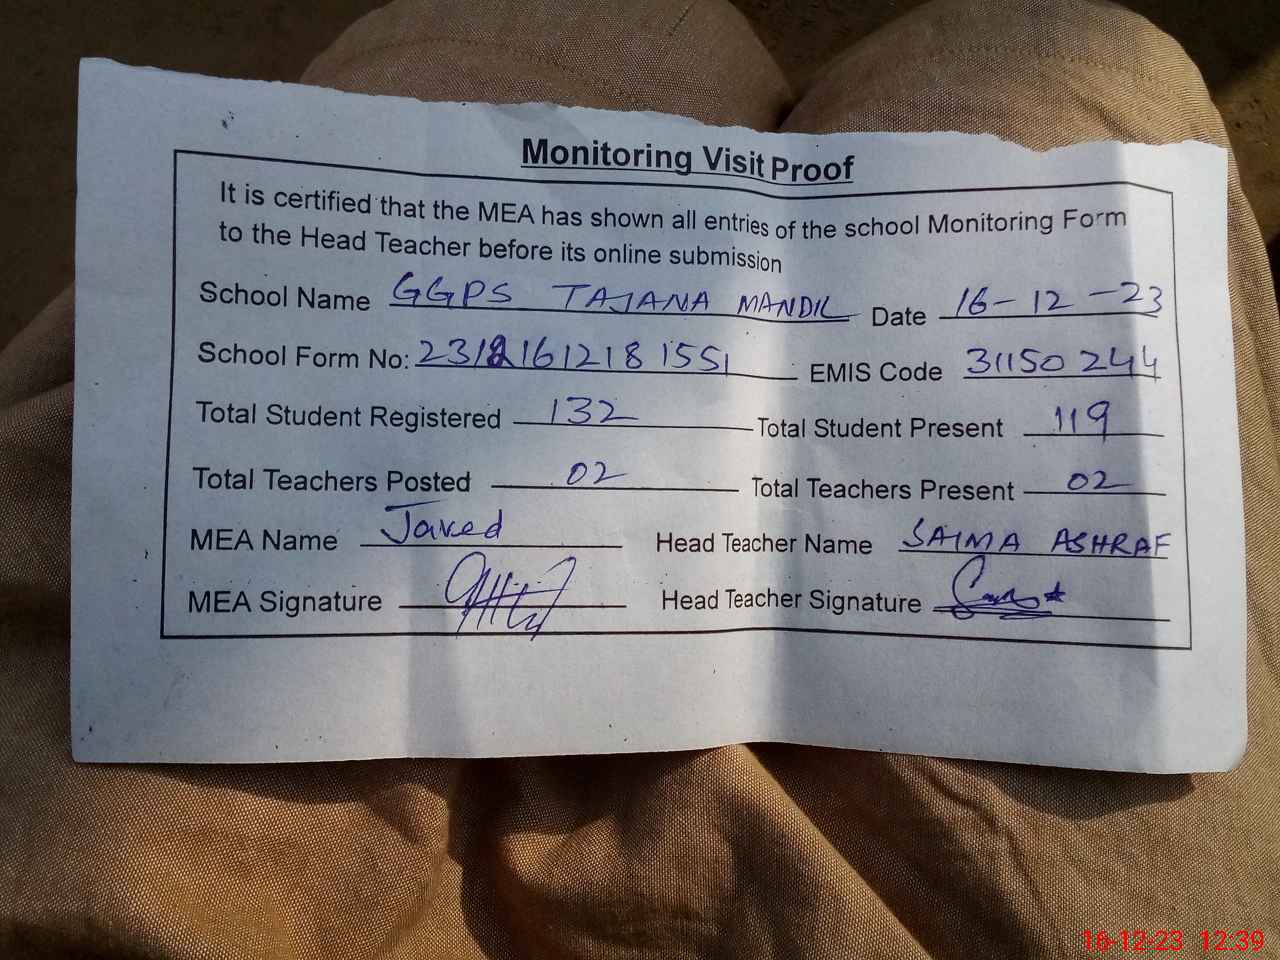 Monitoring Visit Proof
It is certified that the MEA has shown all entries of the school Monitoring Form
to the Head Teacher before its online submission
School Name GGPS TAJANA MANDIL Date 16-12-23
School Form No: 23121612181551 EMIS Code 31150244
Total Student Registered 132 Total Student Present 119
Total Teachers Posted 02 Total Teachers Present 02
MEA Name Javed Head Teacher Name SAIMA ASHRAF
MEA Signature Head Teacher Signature
16-12-23 12:39